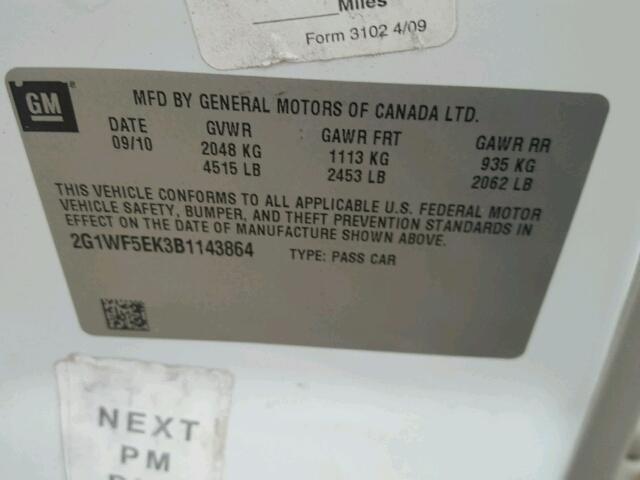 Miles
Form 3102 4/09
GM
MFD BY GENERAL MOTORS OF CANADA LTD.
DATE GVWR GAWR FRT GAWR RR
09/10 2048 KG 1113 KG 935 KG
4515 LB 2453 LB 2062 LB
THIS VEHICLE CONFORMS TO ALL APPLICABLE U.S. FEDERAL MOTOR
VEHICLE SAFETY, BUMPER, AND THEFT PREVENTION STANDARDS IN
EFFECT ON THE DATE OF MANUFACTURE SHOWN ABOVE.
2G1WF5EK3B1143864 TYPE: PASS CAR
NEXT
PM